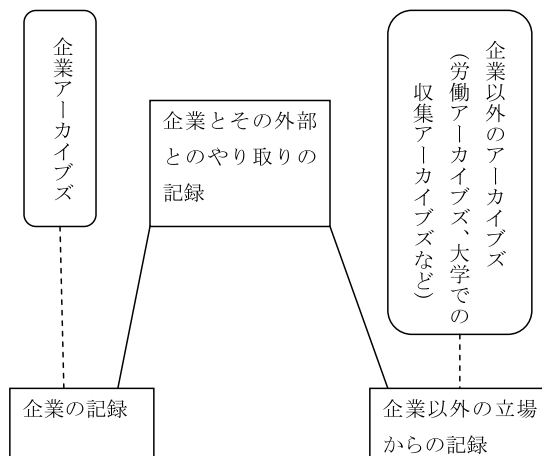 企業アーカイブズ
企業とその外部
とのやり取りの
記録
企業以外のアーカイブズ
(労働アーカイブズ、大学での
収集アーカイブズなど)
企業の記録
企業以外の立場
からの記録